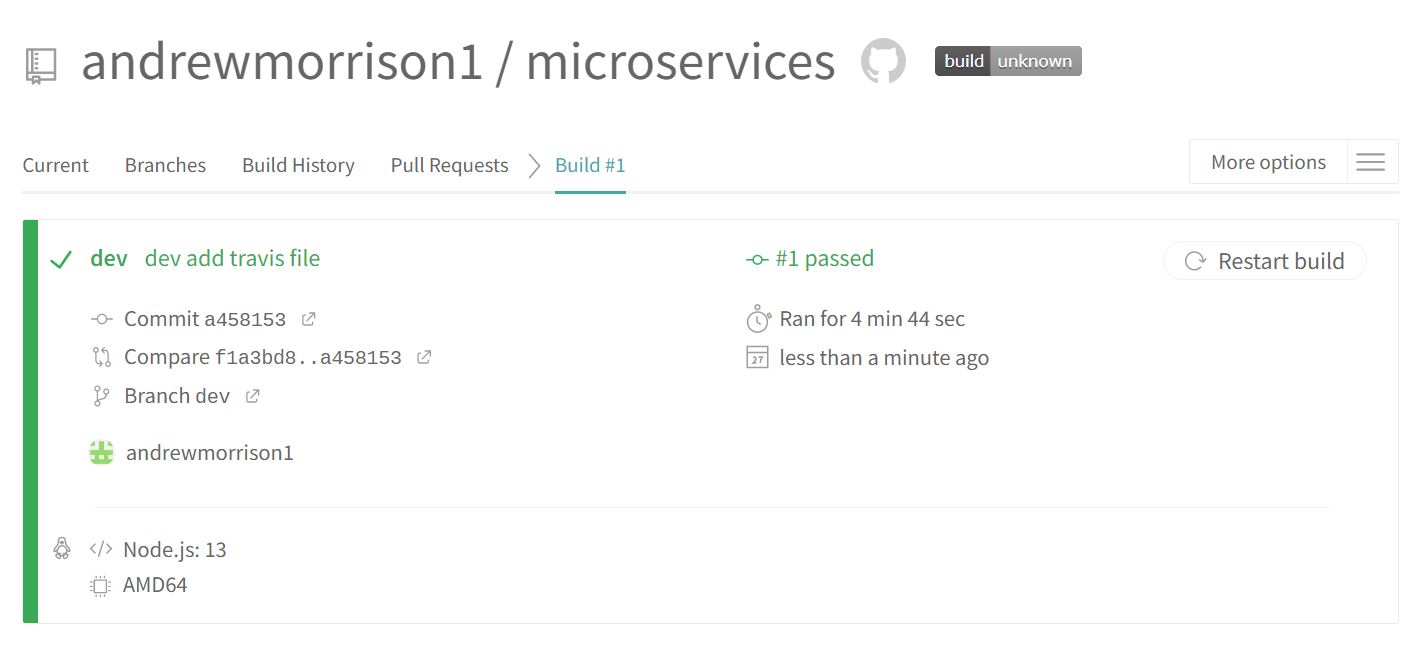 andrewmorrison1 / microservices build unknown
Current Branches Build History Pull Requests Build #1 More options
dev dev add travis file #1 passed Restart build
Commit a458153 Ran for 4 min 44 sec
Compare f1a3bd8..a458153 27 less than a minute ago
Branch dev
andrewmorrison1
</> Node.js: 13
AMD64